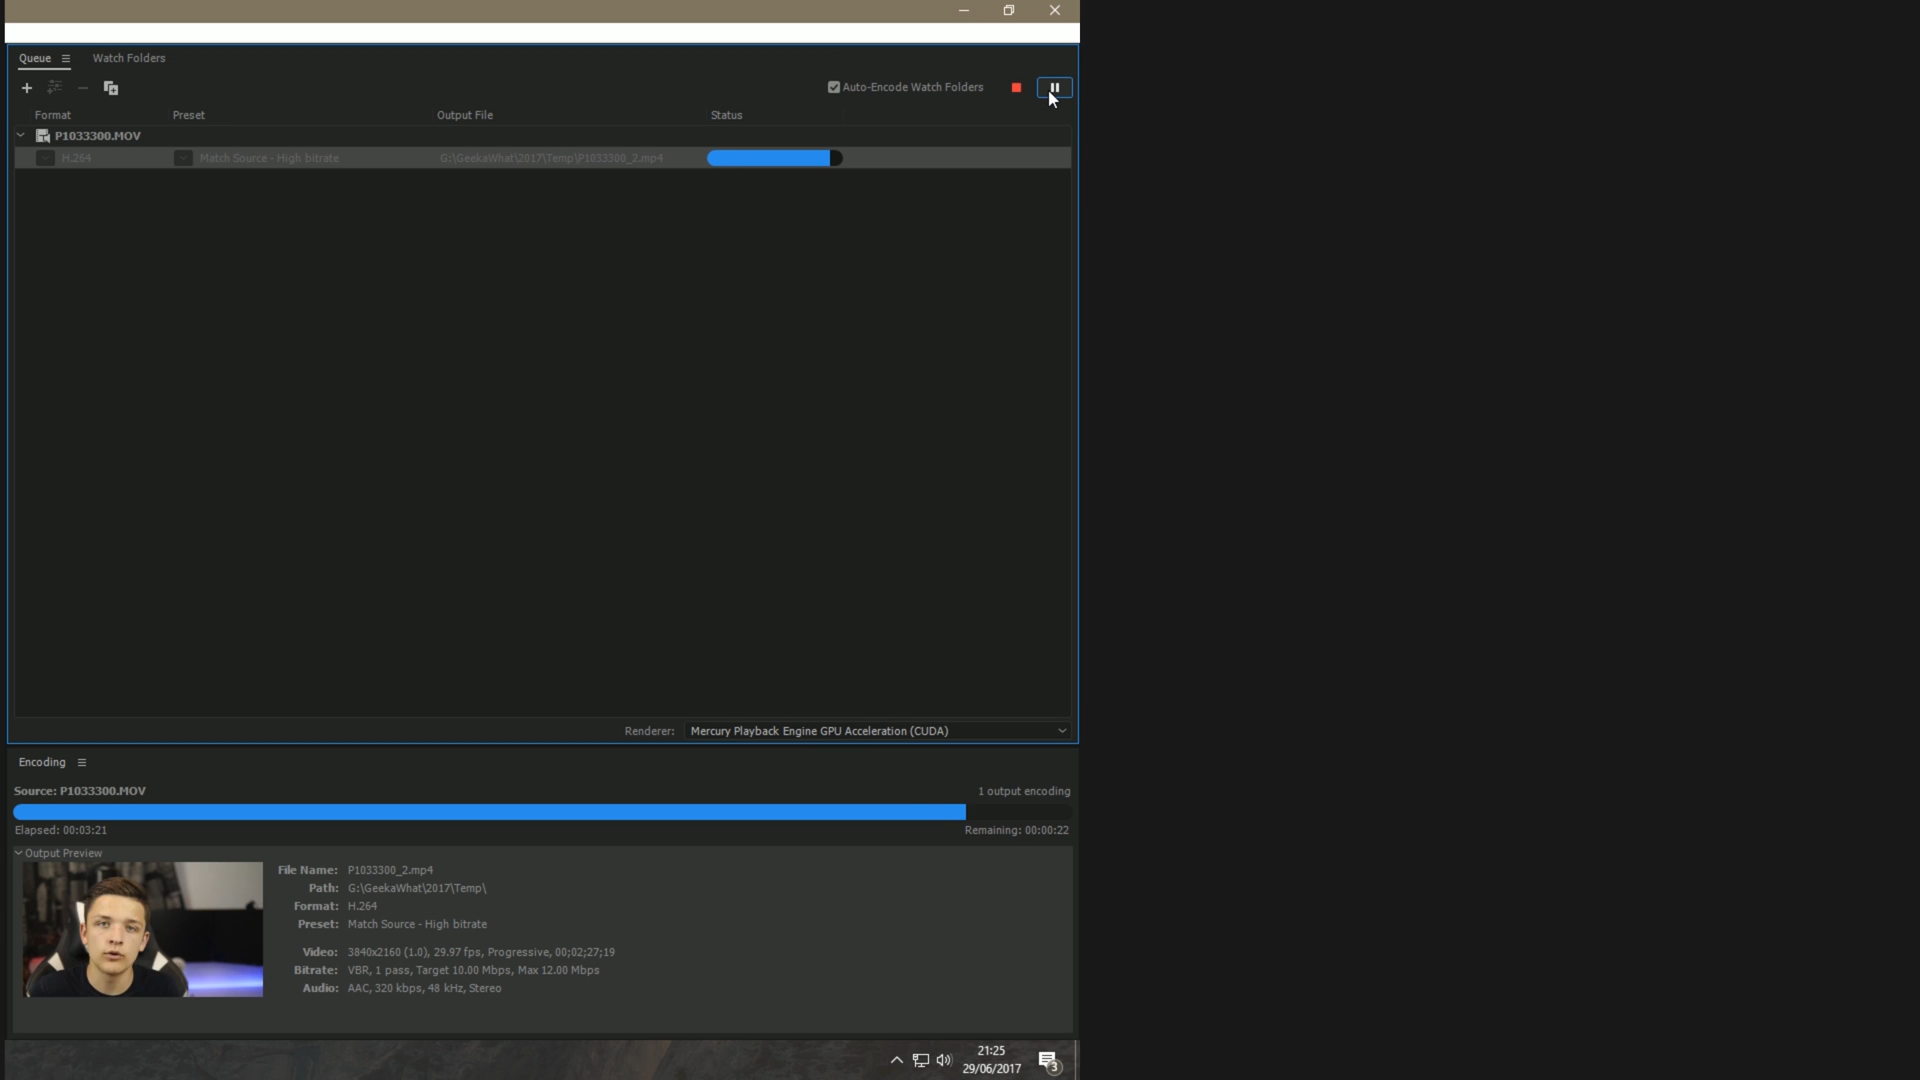 Queue
Watch Folders
Auto-Encode Watch Folders
Format Preset Output File Status
P1033300.MOV
H.264 Match Source - High bitrate G:\GeekaWhat\2017\Temp\P1033300_2.mp4
Renderer: Mercury Playback Engine GPU Acceleration (CUDA)
Encoding
Source: P1033300.MOV 1 output encoding
Elapsed: 00:03:21 Remaining: 00:00:22
Output Preview
File Name: P1033300_2.mp4
Path: G:\GeekaWhat\2017\Temp\
Format: H.264
Preset: Match Source - High bitrate
Video: 3840x2160 (1.0), 29.97 fps, Progressive, 00;02;27;19
Bitrate: VBR, 1 pass, Target 10.00 Mbps, Max 12.00 Mbps
Audio: AAC, 320 kbps, 48 kHz, Stereo
21:25
29/06/2017
3